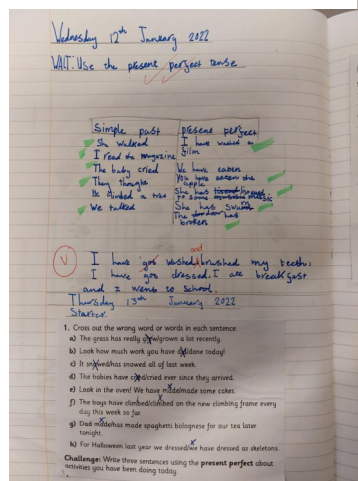 Wednesday 12th January 2022
WALT: Use the present perfect tense
Simple past
present perfect
She walked
I have watched a film
I read the magazine
The baby cried
We have eaten
They thought
You have eaten the apple
He climbed a tree
She has listened to some music
We talked
She has swum
The door has broken
V
I have got washed, and brushed my teeth,
I have got dressed. I ate breakfast
and I went to school.
Thursday 13th January 2022
Starter
1. Cross out the wrong word or words in each sentence.
a) The grass has really grew/grown a lot recently.
b) Look how much work you have did/done today!
c) It snowed/has snowed all of last week.
d) The babies have cried/cried ever since they arrived.
e) Look in the oven! We have made/made some cakes.
f) The boys have climbed/climbed on the new climbing frame every
day this week so far.
g) Dad made/has made spaghetti bolognese for our tea later
tonight.
h) For Halloween last year we dressed/we have dressed as skeletons.
Challenge: Write three sentences using the present perfect about
activities you have been doing today.